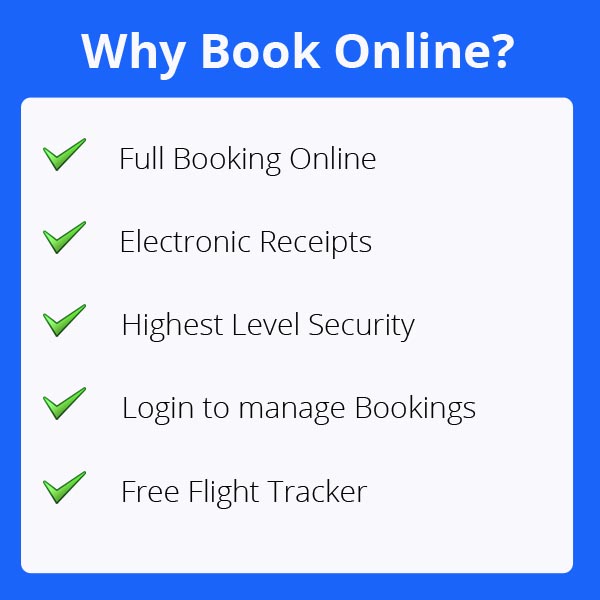 Why Book Online?
Full Booking Online
Electronic Receipts
Highest Level Security
Login to manage Bookings
Free Flight Tracker